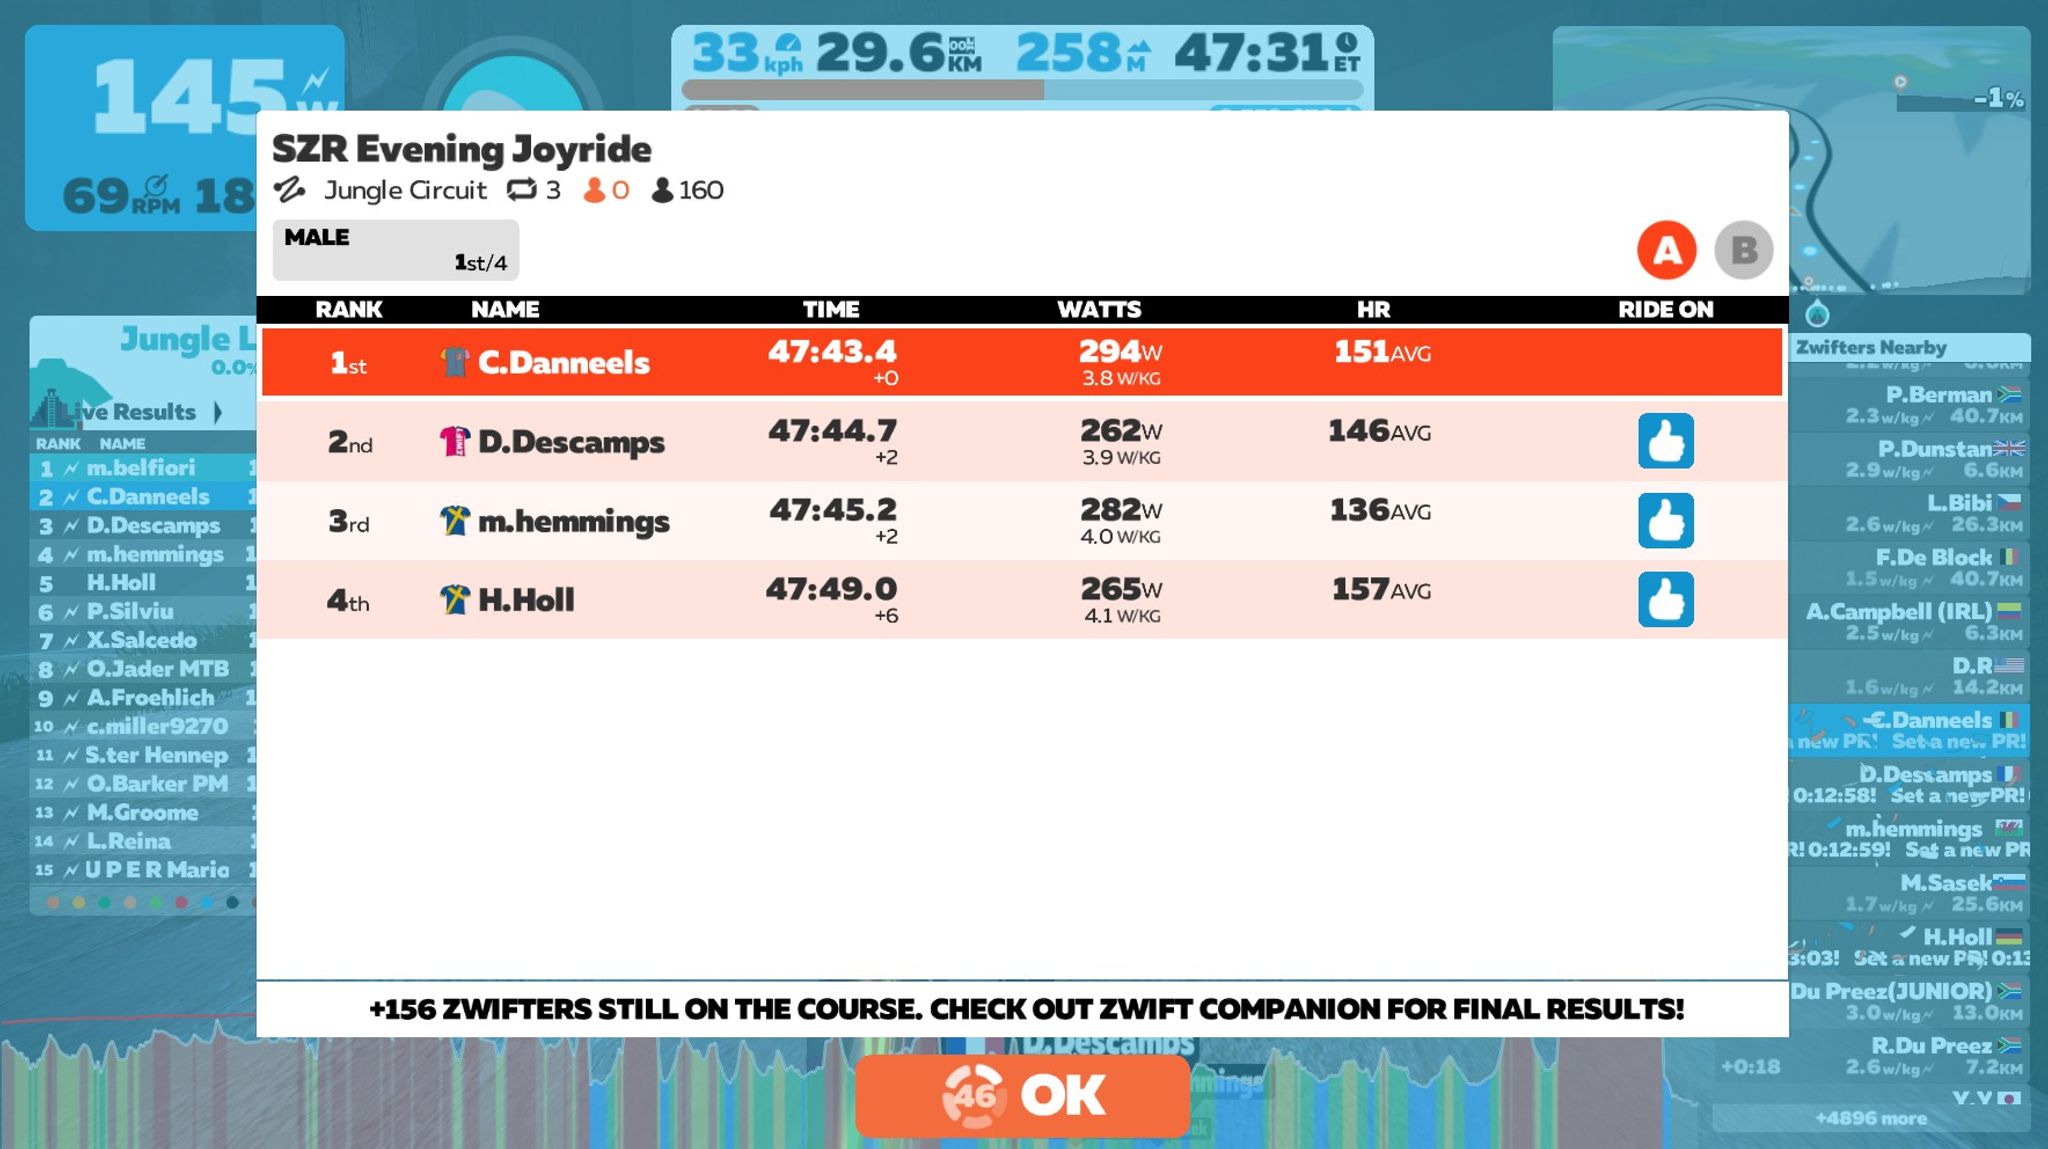 145 W
69 RPM 18
33 kph 29.6 KM 258 M 47:31 ET
-1%
SZR Evening Joyride
Jungle Circuit 3 0 160
MALE
1st/4
A B
RANK NAME TIME WATTS HR RIDE ON
1st C.Danneels 47:43.4 294W 151AVG
+0 3.8 W/KG
2nd D.Descamps 47:44.7 262W 146AVG
+2 3.9 W/KG
3rd m.hemmings 47:45.2 282W 136AVG
+2 4.0 W/KG
4th H.Holl 47:49.0 265W 157AVG
+6 4.1 W/KG
+156 ZWIFTERS STILL ON THE COURSE. CHECK OUT ZWIFT COMPANION FOR FINAL RESULTS!
46 OK
Jungle L
0.0%
Live Results
RANK NAME
1 m.belfiori
2 C.Danneels
3 D.Descamps
4 m.hemmings
5 H.Holl
6 P.Silviu
7 X.Salcedo
8 O.Jader MTB
9 A.Froehlich
10 c.miller9270
11 S.ter Hennep
12 O.Barker PM
13 M.Groome
14 L.Reina
15 U P E R Mario
Zwifters Nearby
P.Berman
2.3w/kg 40.7KM
P.Dunstan
2.9w/kg 6.6KM
L.Bibi
2.6w/kg 26.3KM
F.De Block
1.5w/kg 40.7KM
A.Campbell (IRL)
2.5w/kg 6.3KM
D.R
1.6w/kg 14.2KM
C.Danneels
new PR! Set a new PR!
D.Descamps
0:12:58! Set a new PR!
m.hemmings
R! 0:12:59! Set a new PR
M.Sasek
1.7w/kg 25.6KM
H.Holl
3:03! Set a new PR! 0:13
Du Preez(JUNIOR)
3.0w/kg 13.0KM
R.Du Preez
+0:18 2.6w/kg 7.2KM
Y.Y
+4896 more
D.Descamps